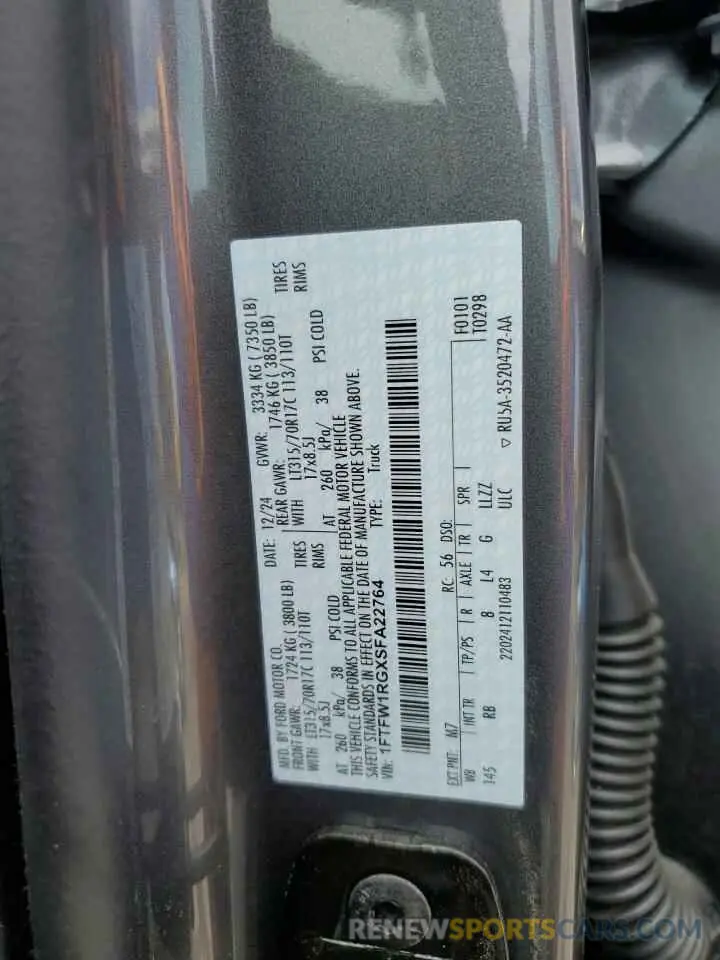 MFD. BY FORD MOTOR CO.
DATE: 12/24 GVWR: 3334 KG ( 7350 LB)
FRONT GAWR: 1724 KG ( 3800 LB) REAR GAWR: 1746 KG ( 3850 LB)
WITH LT315/70R17C 113/110T TIRES WITH LT315/70R17C 113/110T TIRES
17x8.5J RIMS 17x8.5J RIMS
AT 260 kPa/ 38 PSI COLD AT 260 kPa/ 38 PSI COLD
THIS VEHICLE CONFORMS TO ALL APPLICABLE FEDERAL MOTOR VEHICLE
SAFETY STANDARDS IN EFFECT ON THE DATE OF MANUFACTURE SHOWN ABOVE.
VIN: 1FTFW1RGXSFA22764 TYPE: Truck
EXT PNT: M7 RC: 56 DSO: F0101
WB INT TR TP/PS R AXLE TR SPR T0298
145 RB 8 L4 G LLZZ
2202412110483 ULC ▽ RU5A-3520472-AA
RENEWSPORTSCARS.COM